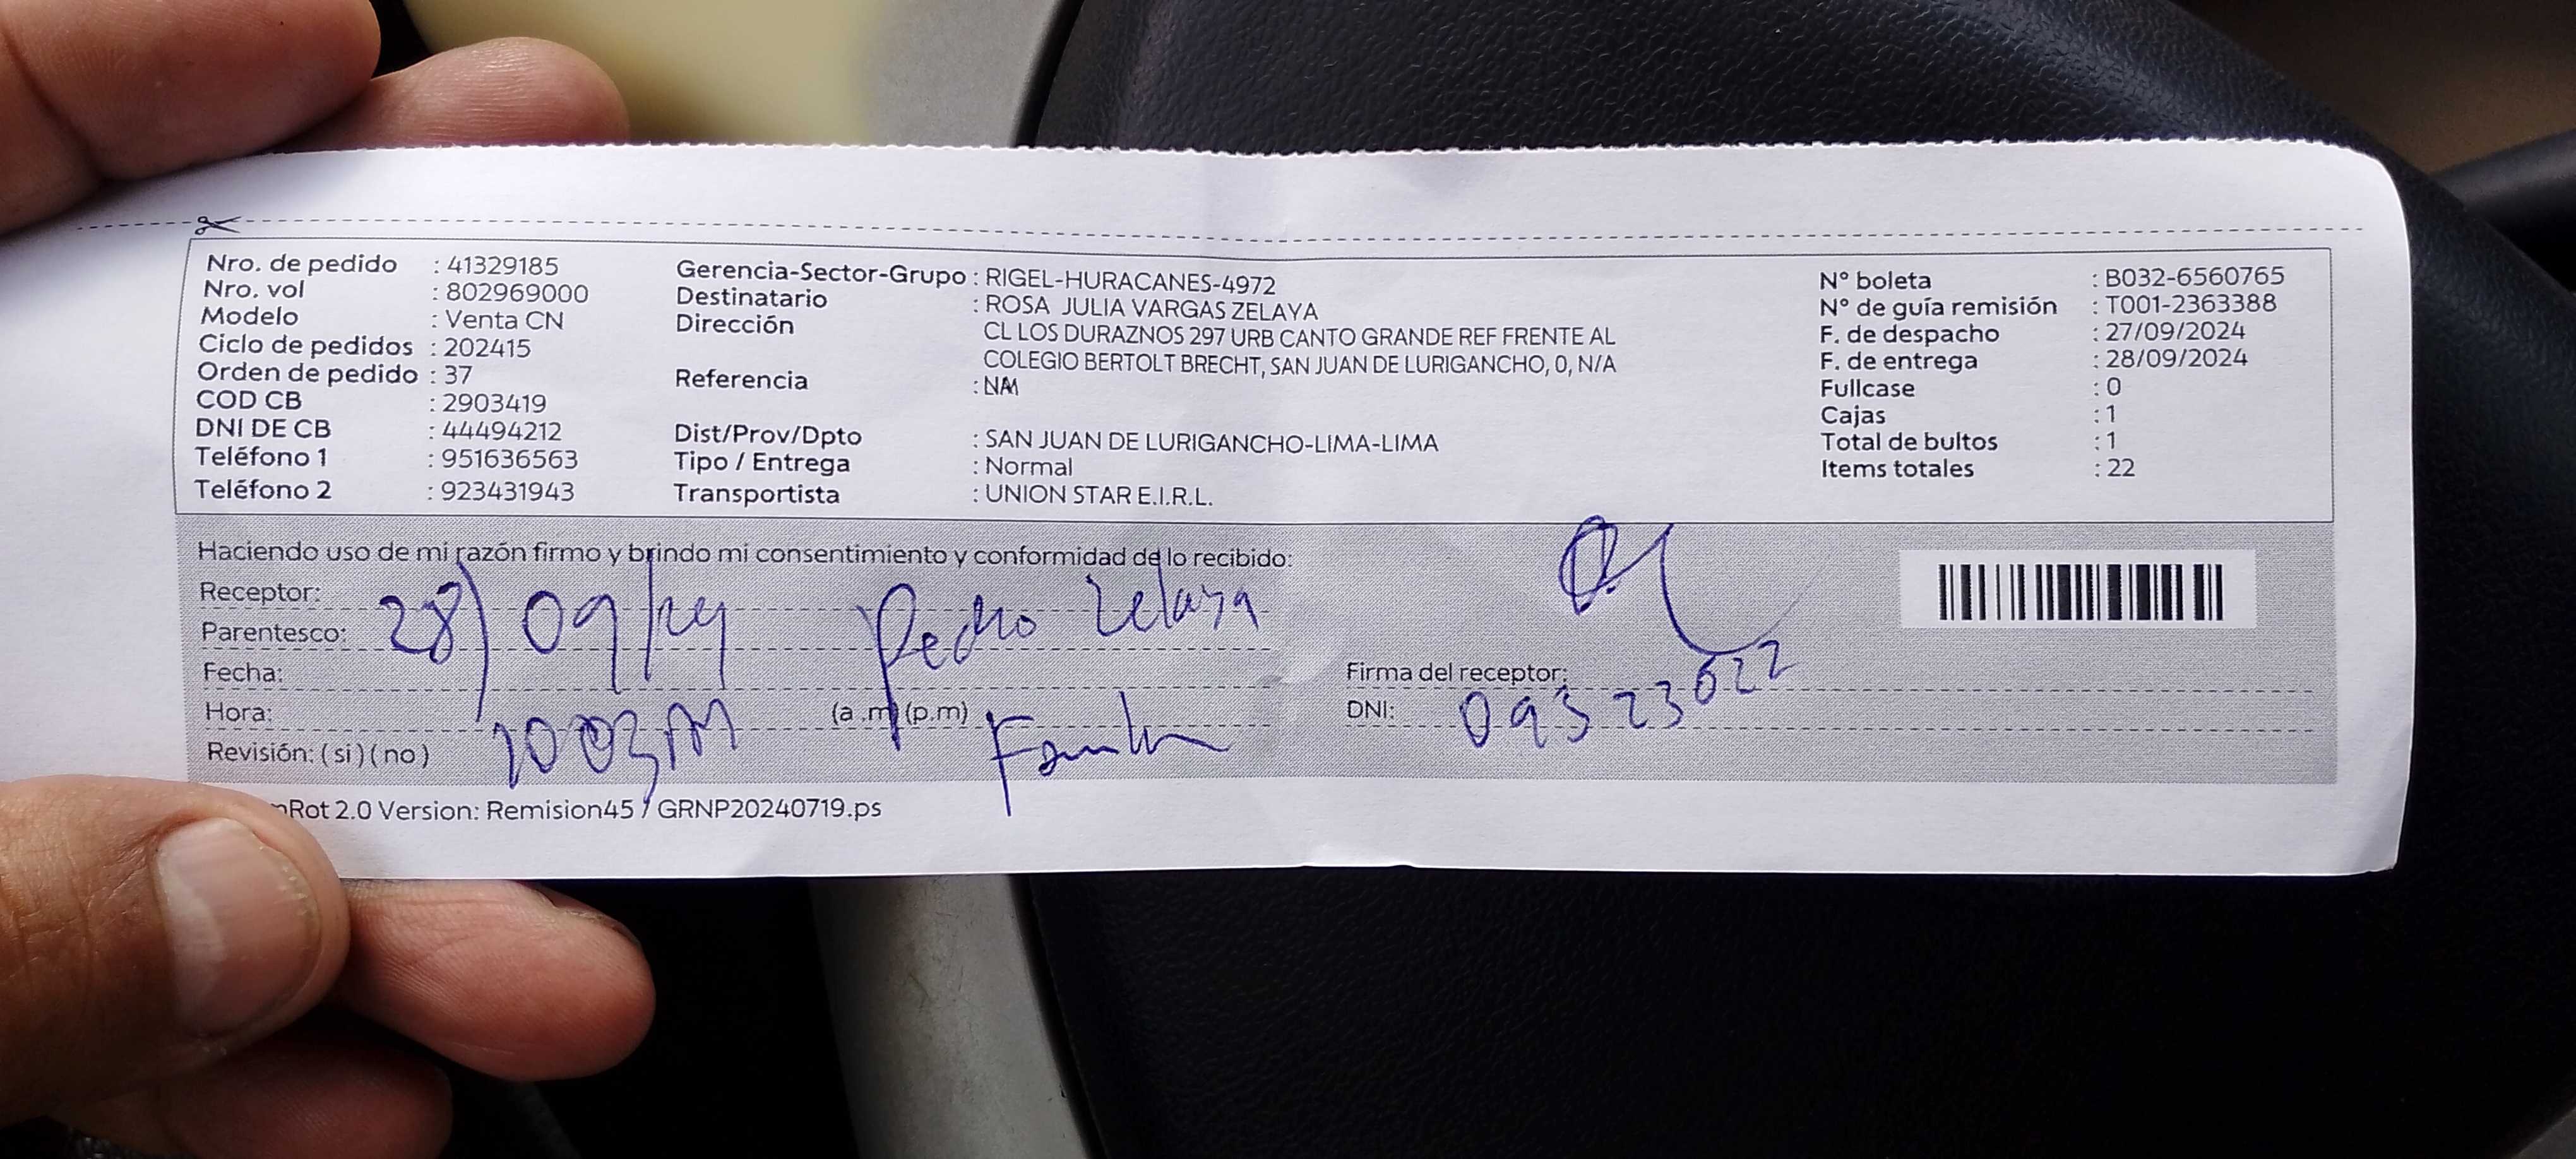 Nro. de pedido : 41329185
Nro. vol : 802969000
Modelo : Venta CN
Ciclo de pedidos : 202415
Orden de pedido : 37
COD CB : 2903419
DNI DE CB : 44494212
Teléfono 1 : 951636563
Teléfono 2 : 923431943
Gerencia-Sector-Grupo : RIGEL-HURACANES-4972
Destinatario : ROSA JULIA VARGAS ZELAYA
Dirección CL LOS DURAZNOS 297 URB CANTO GRANDE REF FRENTE AL
COLEGIO BERTOLT BRECHT, SAN JUAN DE LURIGANCHO, 0, N/A
Referencia :
Dist/Prov/Dpto : SAN JUAN DE LURIGANCHO-LIMA-LIMA
Tipo / Entrega : Normal
Transportista : UNION STAR E.I.R.L.
N° boleta : B032-6560765
N° de guía remisión : T001-2363388
F. de despacho : 27/09/2024
F. de entrega : 28/09/2024
Fullcase : 0
Cajas : 1
Total de bultos : 1
Items totales : 22
Haciendo uso de mi razón firmo y brindo mi consentimiento y conformidad de lo recibido:
Receptor:
Parentesco: 28/09/24 Pedro Zelaya
Fecha:
Hora: (a.m) (p.m)
Revisión: ( si ) ( no )
Firma del receptor:
DNI: 09323622
Rot 2.0 Version: Remision45 / GRNP20240719.ps